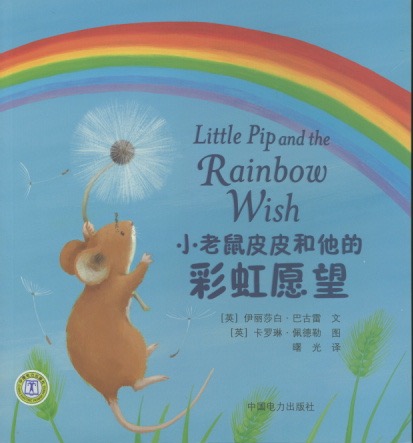 Little Pip and the
Rainbow
Wish
小老鼠皮皮和他的
彩虹愿望
[英] 伊丽莎白·巴古雷 文
[英] 卡罗琳·佩德勒 图
曙 光 译
中国电力出版社